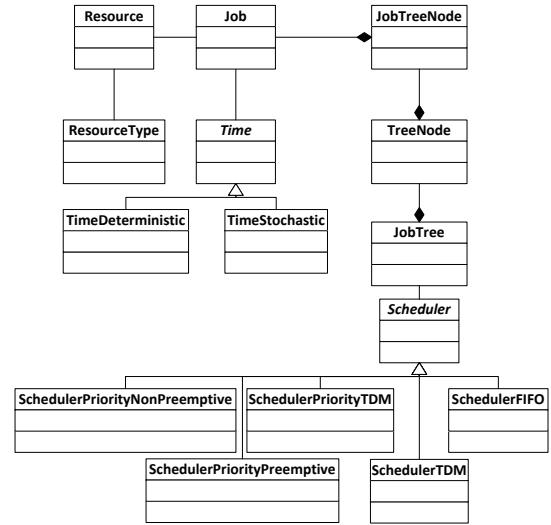 Resource
Job
JobTreeNode
ResourceType
Time
TreeNode
TimeDeterministic
TimeStochastic
JobTree
Scheduler
SchedulerPriorityNonPreemptive
SchedulerPriorityTDM
SchedulerFIFO
SchedulerPriorityPreemptive
SchedulerTDM